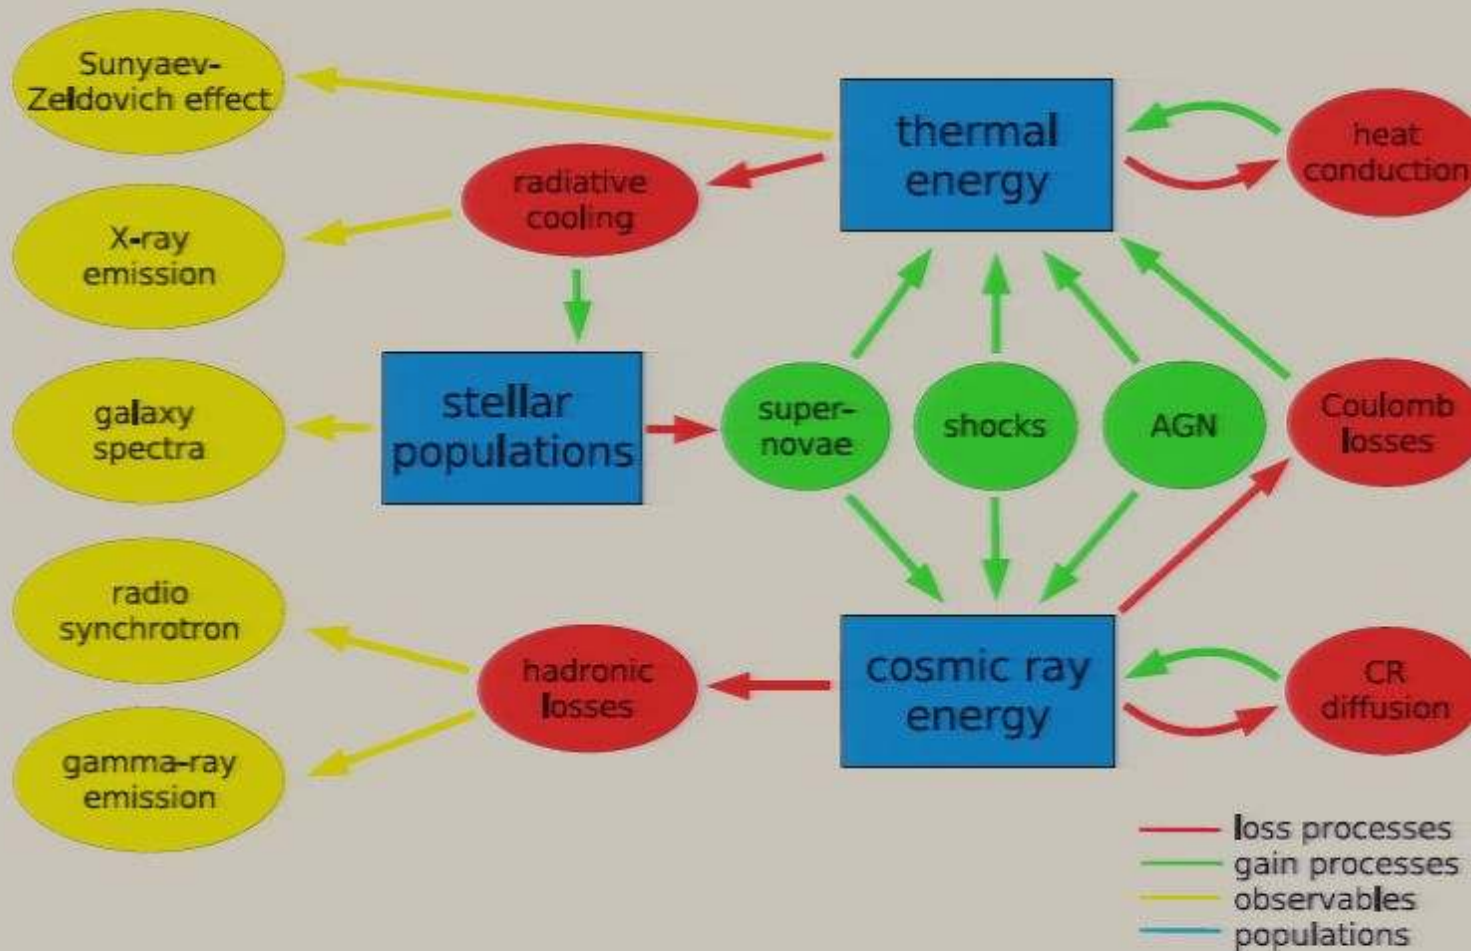 Sunyaev-
Zeldovich effect
thermal
energy
heat
conduction
radiative
cooling
X-ray
emission
stellar
populations
galaxy
spectra
super-
novae
shocks
AGN
Coulomb
losses
radio
synchrotron
hadronic
losses
cosmic ray
energy
CR
diffusion
gamma-ray
emission
loss processes
gain processes
observables
populations